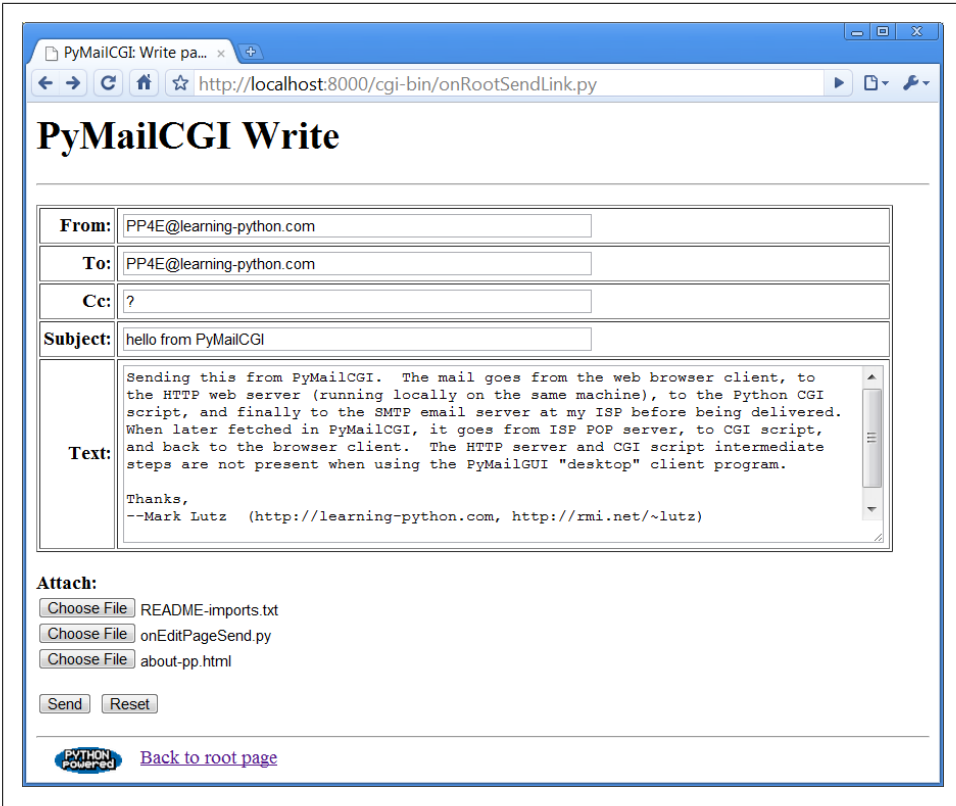 PyMailCGI: Write pa...
http://localhost:8000/cgi-bin/onRootSendLink.py
PyMailCGI Write
From: PP4E@learning-python.com
To: PP4E@learning-python.com
Cc: ?
Subject: hello from PyMailCGI
Text:
Sending this from PyMailCGI.  The mail goes from the web browser client, to
the HTTP web server (running locally on the same machine), to the Python CGI
script, and finally to the SMTP email server at my ISP before being delivered.
When later fetched in PyMailCGI, it goes from ISP POP server, to CGI script,
and back to the browser client.  The HTTP server and CGI script intermediate
steps are not present when using the PyMailGUI "desktop" client program.
Thanks,
--Mark Lutz  (http://learning-python.com, http://rmi.net/~lutz)
Attach:
Choose File README-imports.txt
Choose File onEditPageSend.py
Choose File about-pp.html
Send Reset
PYTHON
Powered
Back to root page